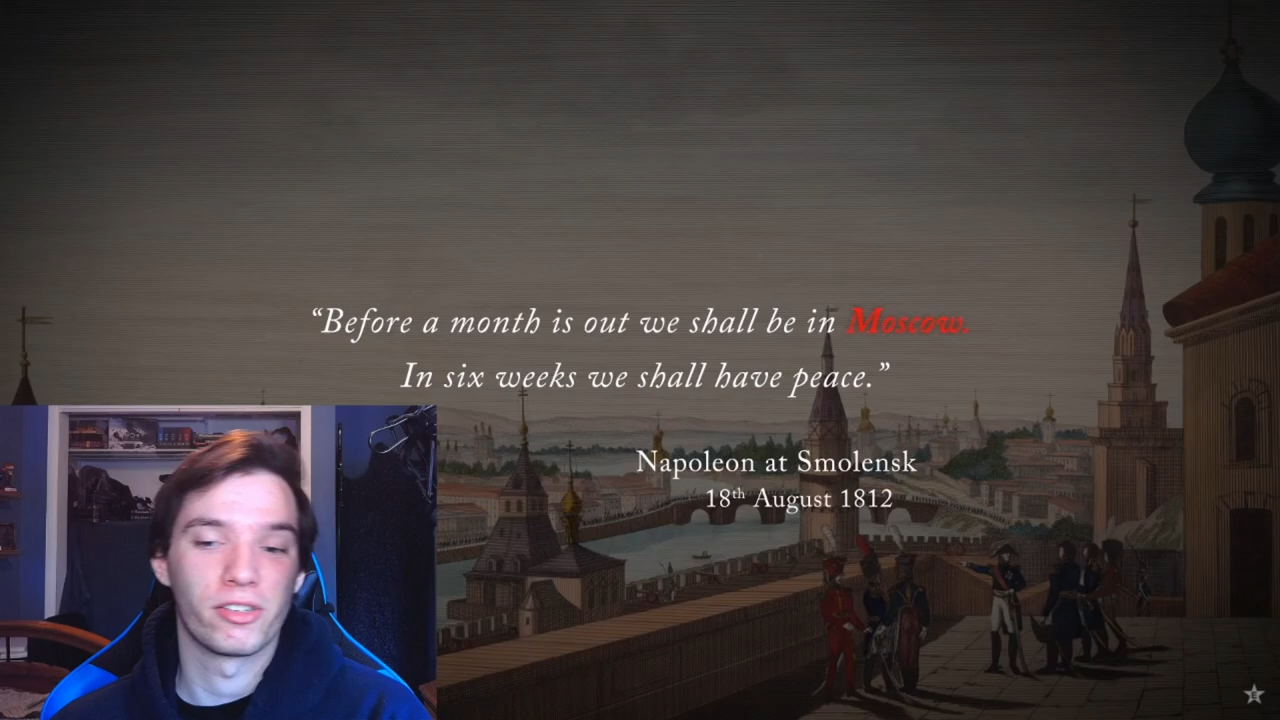 “Before a month is out we shall be in Moscow.
In six weeks we shall have peace.”
Napoleon at Smolensk
18th August 1812